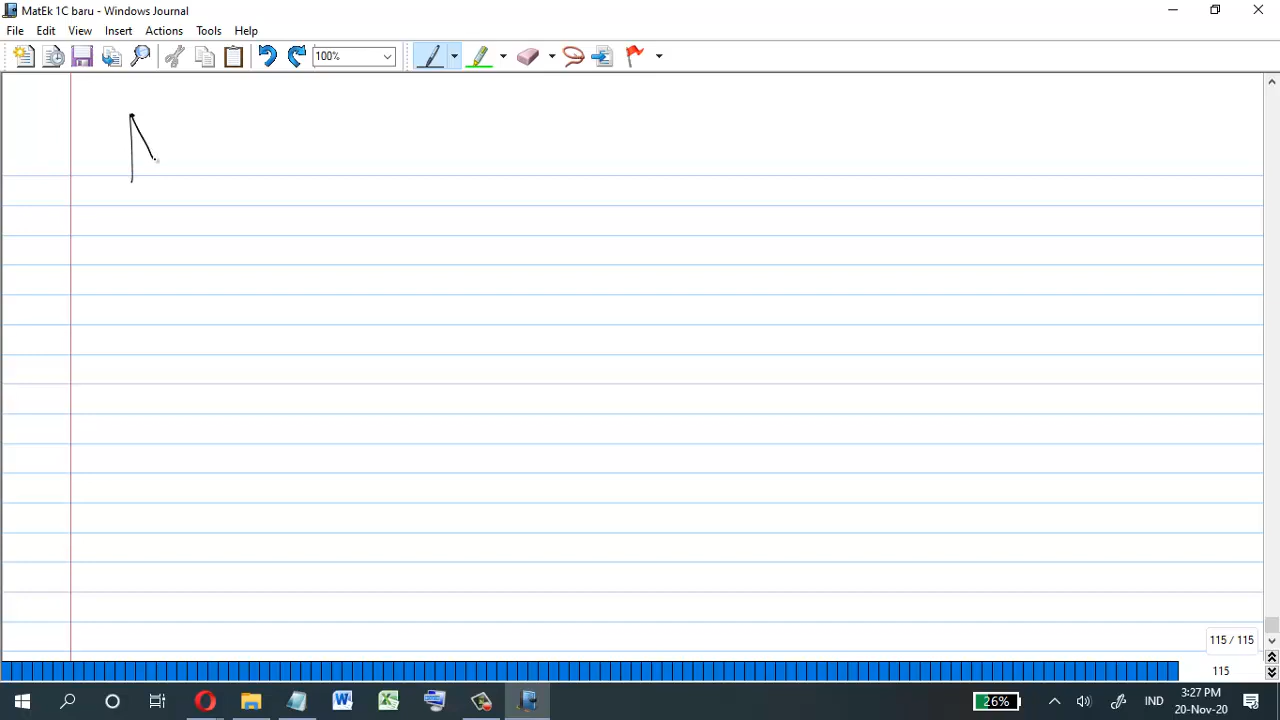 MatEk 1C baru - Windows Journal
File Edit View Insert Actions Tools Help
100%
115 / 115
115
26% IND 3:27 PM
20-Nov-20